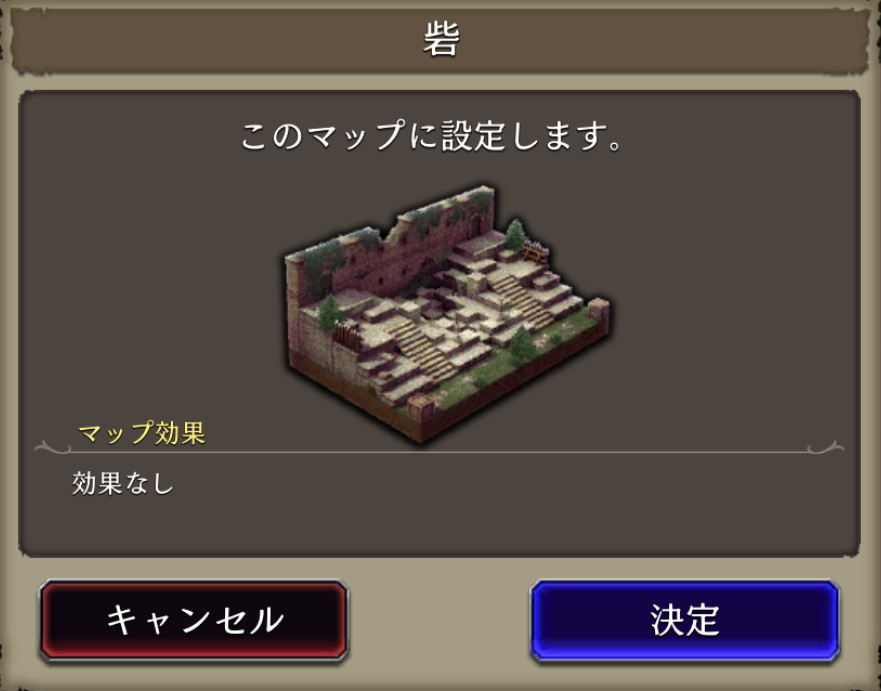 砦
このマップに設定します。
マップ効果
効果なし
キャンセル
決定